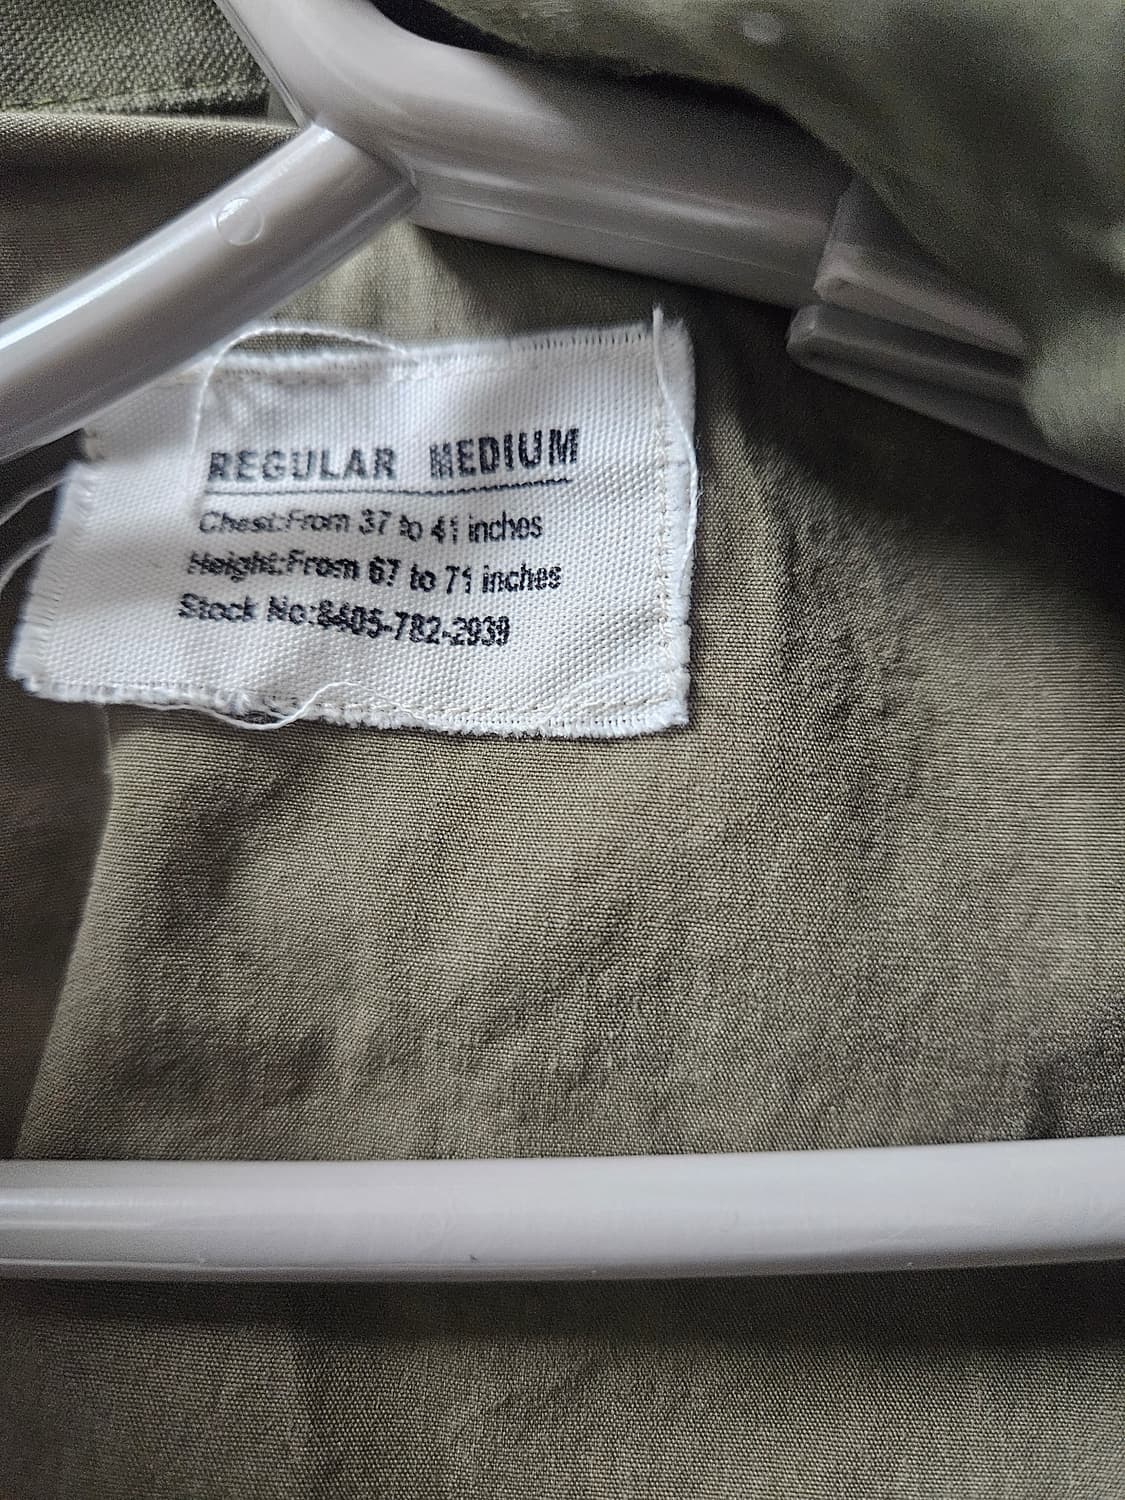 REGULAR MEDIUM
Chest:From 37 to 41 inches
Height:From 67 to 71 inches
Stock No:8405-782-2939